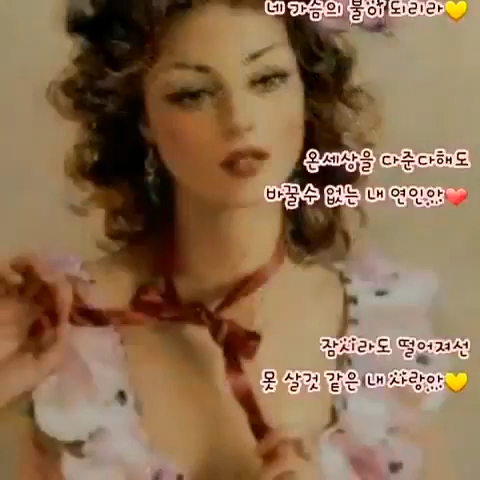 네 가슴의 불이 되리라💛
온세상을 다준다해도
바꿀수 없는 내 연인아❤️
잠시라도 떨어져선
못 살것 같은 내 사랑아💛